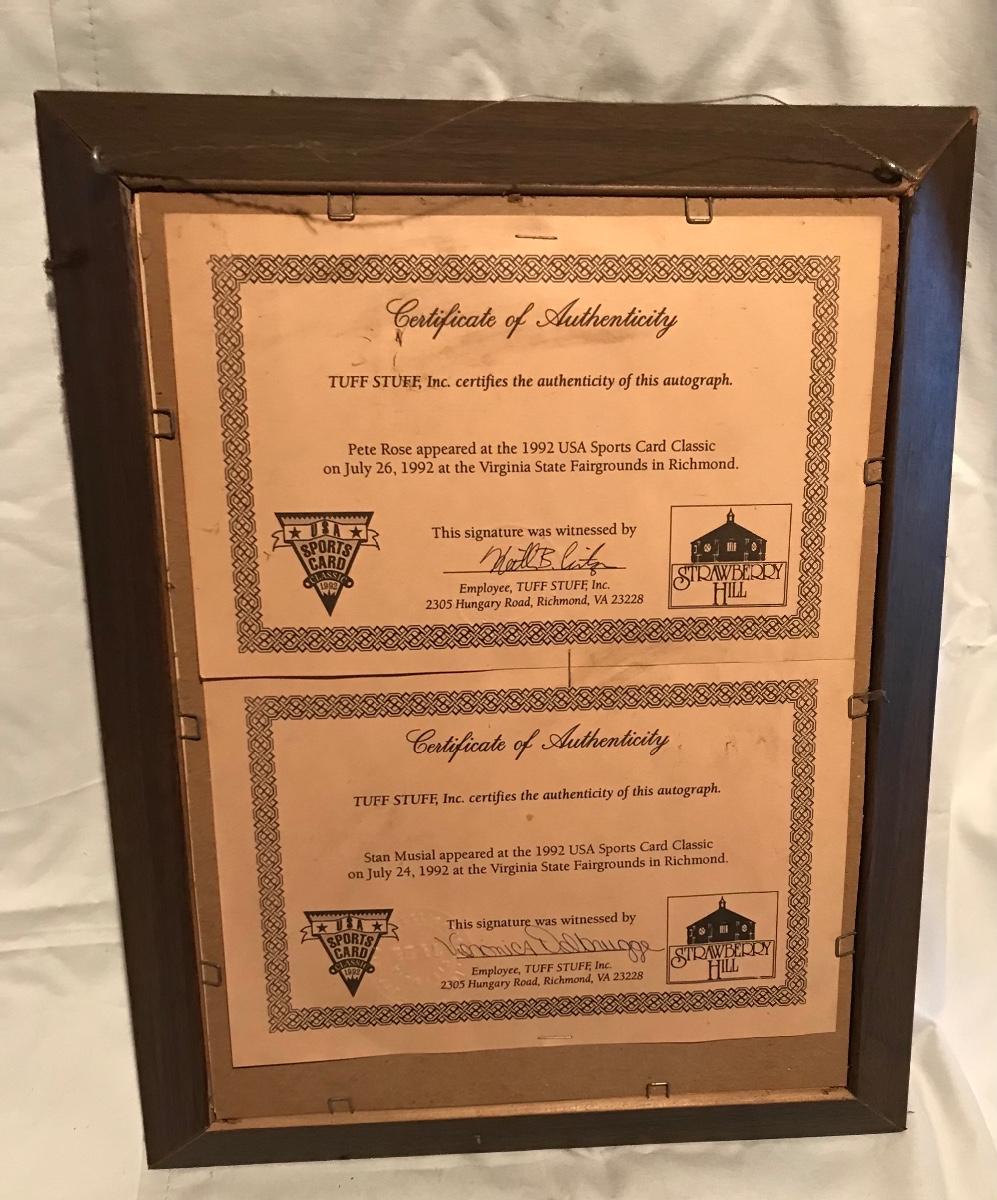 Certificate of Authenticity
TUFF STUFF, Inc. certifies the authenticity of this autograph.
Pete Rose appeared at the 1992 USA Sports Card Classic
on July 26, 1992 at the Virginia State Fairgrounds in Richmond.
This signature was witnessed by
Employee, TUFF STUFF, Inc.
2305 Hungary Road, Richmond, VA 23228
USA
SPORTS
CARD
CLASSIC
1992
STRAWBERRY
HILL
Certificate of Authenticity
TUFF STUFF, Inc. certifies the authenticity of this autograph.
Stan Musial appeared at the 1992 USA Sports Card Classic
on July 24, 1992 at the Virginia State Fairgrounds in Richmond.
This signature was witnessed by
Employee, TUFF STUFF, Inc.
2305 Hungary Road, Richmond, VA 23228
USA
SPORTS
CARD
CLASSIC
1992
STRAWBERRY
HILL